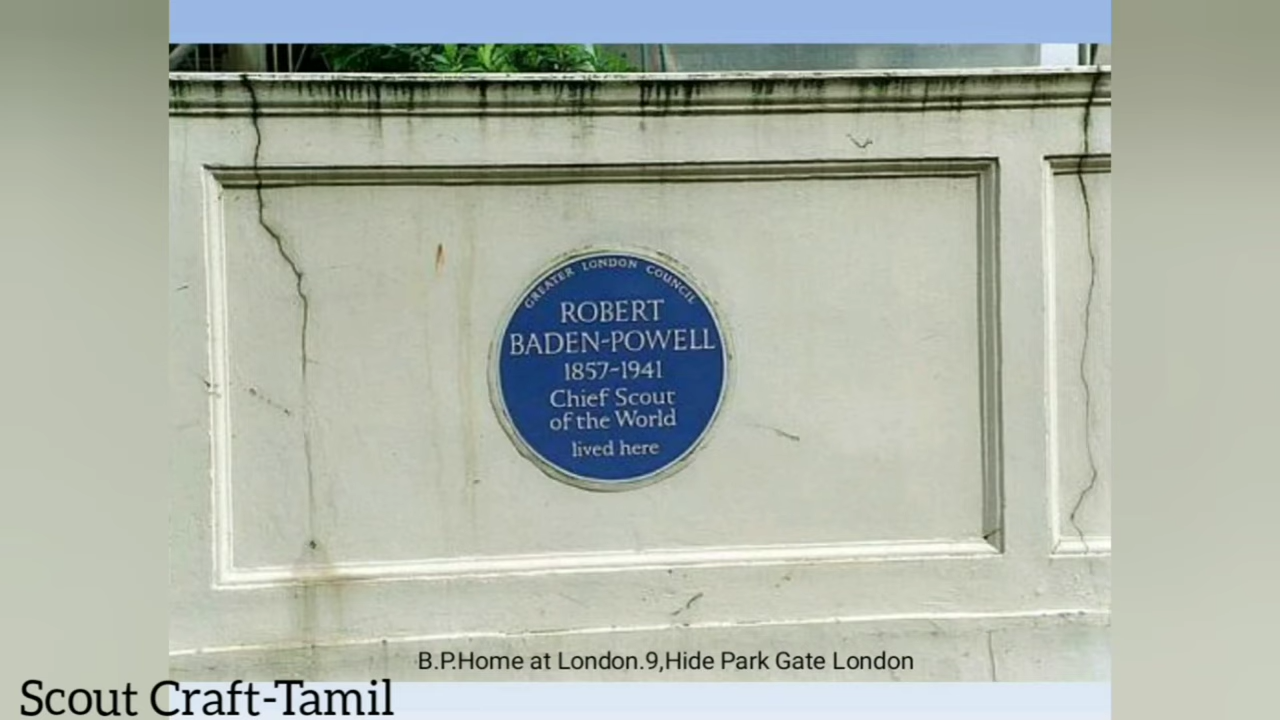 GREATER LONDON COUNCIL
ROBERT
BADEN-POWELL
1857-1941
Chief Scout
of the World
lived here
B.P.Home at London.9,Hide Park Gate London
Scout Craft-Tamil